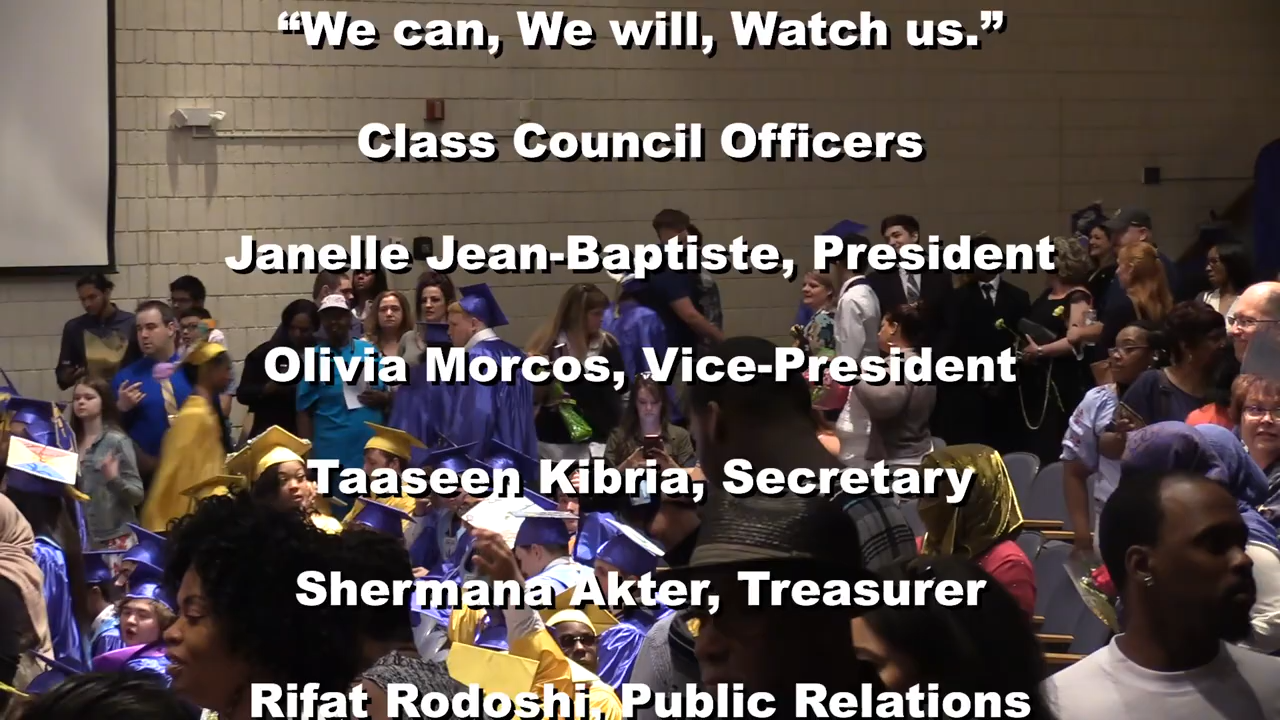 “We can, We will, Watch us.”
Class Council Officers
Janelle Jean-Baptiste, President
Olivia Morcos, Vice-President
Taaseen Kibria, Secretary
Shermana Akter, Treasurer
Rifat Rodoshi, Public Relations